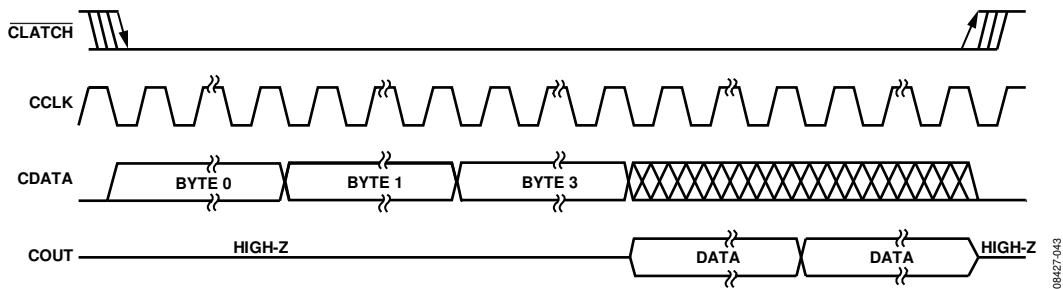 CLATCH
CCLK
CDATA BYTE 0 BYTE 1 BYTE 3
COUT HIGH-Z DATA DATA HIGH-Z
08427-043